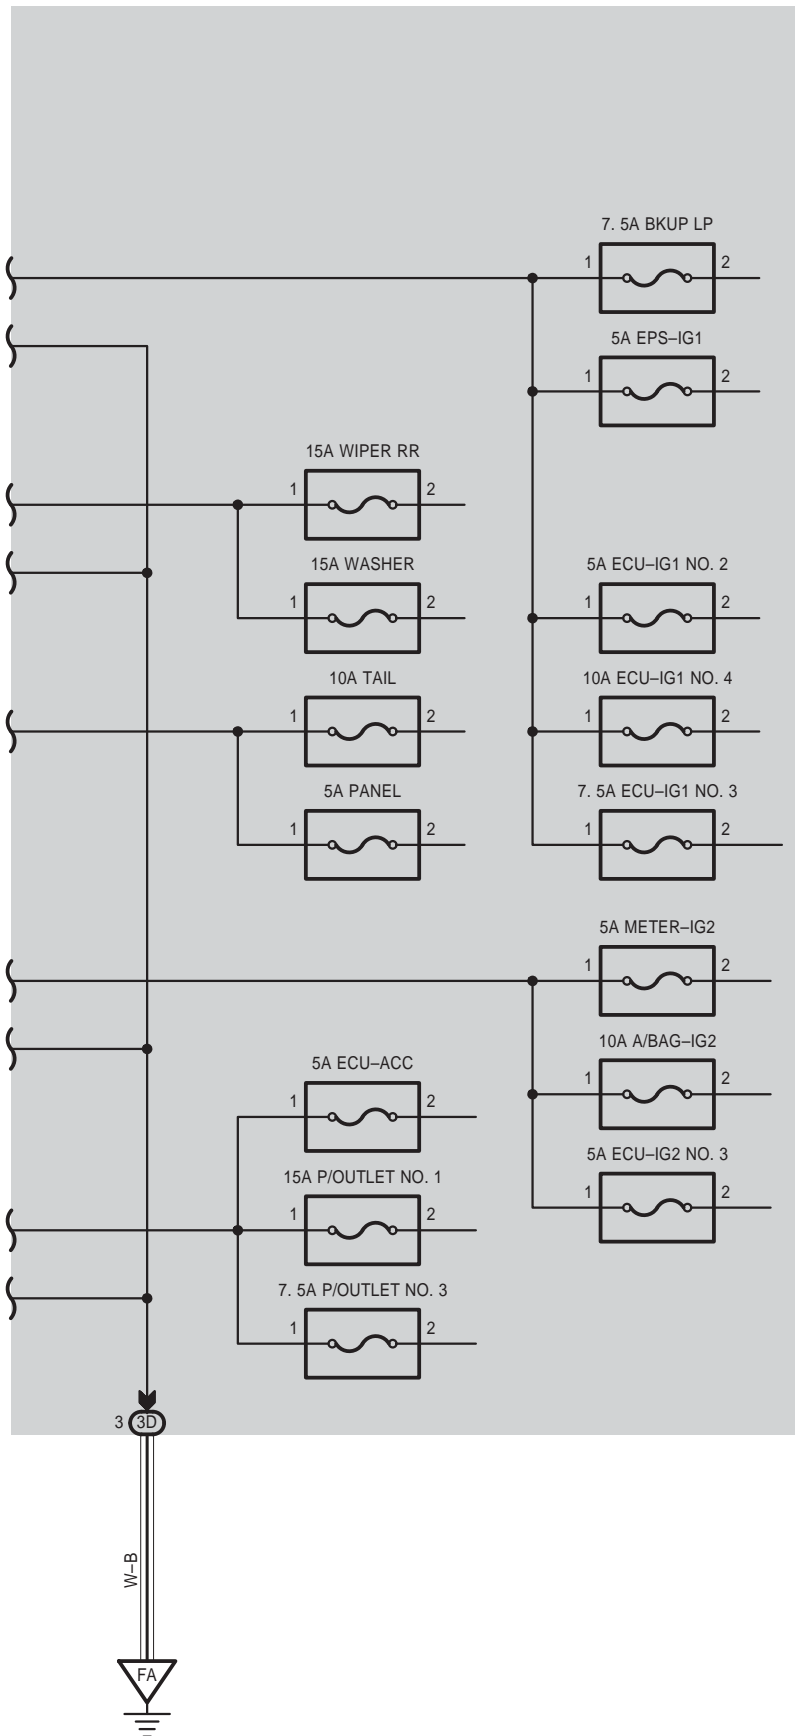 7. 5A BKUP LP
1 2
5A EPS–IG1
1 2
15A WIPER RR
1 2
15A WASHER
1 2
5A ECU–IG1 NO. 2
1 2
10A TAIL
1 2
10A ECU–IG1 NO. 4
1 2
5A PANEL
1 2
7. 5A ECU–IG1 NO. 3
1 2
5A METER–IG2
1 2
10A A/BAG–IG2
1 2
5A ECU–ACC
1 2
5A ECU–IG2 NO. 3
1 2
15A P/OUTLET NO. 1
1 2
7. 5A P/OUTLET NO. 3
1 2
3 3D
W–B
FA